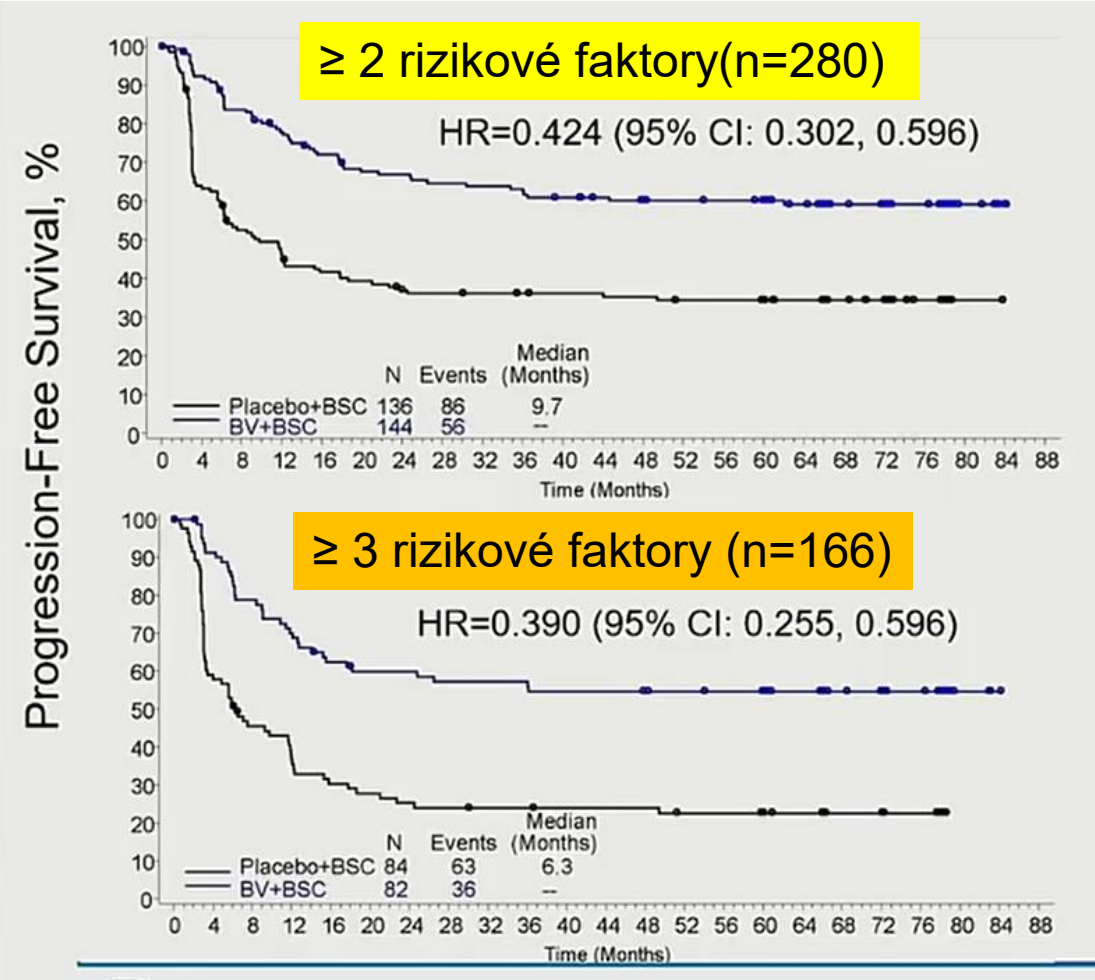 Progression-Free Survival, %
≥ 2 rizikové faktory(n=280)
HR=0.424 (95% CI: 0.302, 0.596)
100
90
80
70
60
50
40
30
20
10
0
Median
N Events (Months)
Placebo+BSC 136 86 9.7
BV+BSC 144 56 --
0 4 8 12 16 20 24 28 32 36 40 44 48 52 56 60 64 68 72 76 80 84 88
Time (Months)
≥ 3 rizikové faktory (n=166)
HR=0.390 (95% CI: 0.255, 0.596)
100
90
80
70
60
50
40
30
20
10
0
Median
N Events (Months)
Placebo+BSC 84 63 6.3
BV+BSC 82 36 --
0 4 8 12 16 20 24 28 32 36 40 44 48 52 56 60 64 68 72 76 80 84 88
Time (Months)